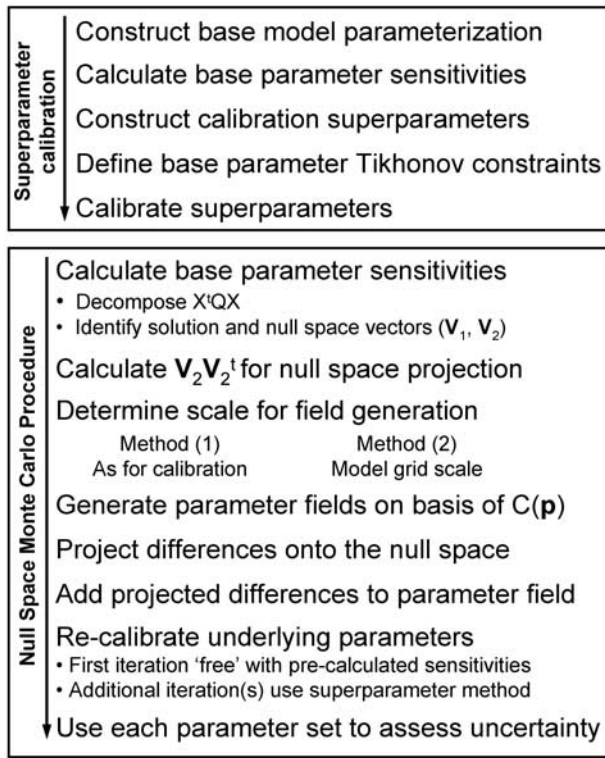 Superparameter
calibration
Construct base model parameterization
Calculate base parameter sensitivities
Construct calibration superparameters
Define base parameter Tikhonov constraints
Calibrate superparameters
Null Space Monte Carlo Procedure
Calculate base parameter sensitivities
• Decompose XᵗQX
• Identify solution and null space vectors (V₁, V₂)
Calculate V₂V₂ᵗ for null space projection
Determine scale for field generation
Method (1) Method (2)
As for calibration Model grid scale
Generate parameter fields on basis of C(p)
Project differences onto the null space
Add projected differences to parameter field
Re-calibrate underlying parameters
• First iteration 'free' with pre-calculated sensitivities
• Additional iteration(s) use superparameter method
Use each parameter set to assess uncertainty